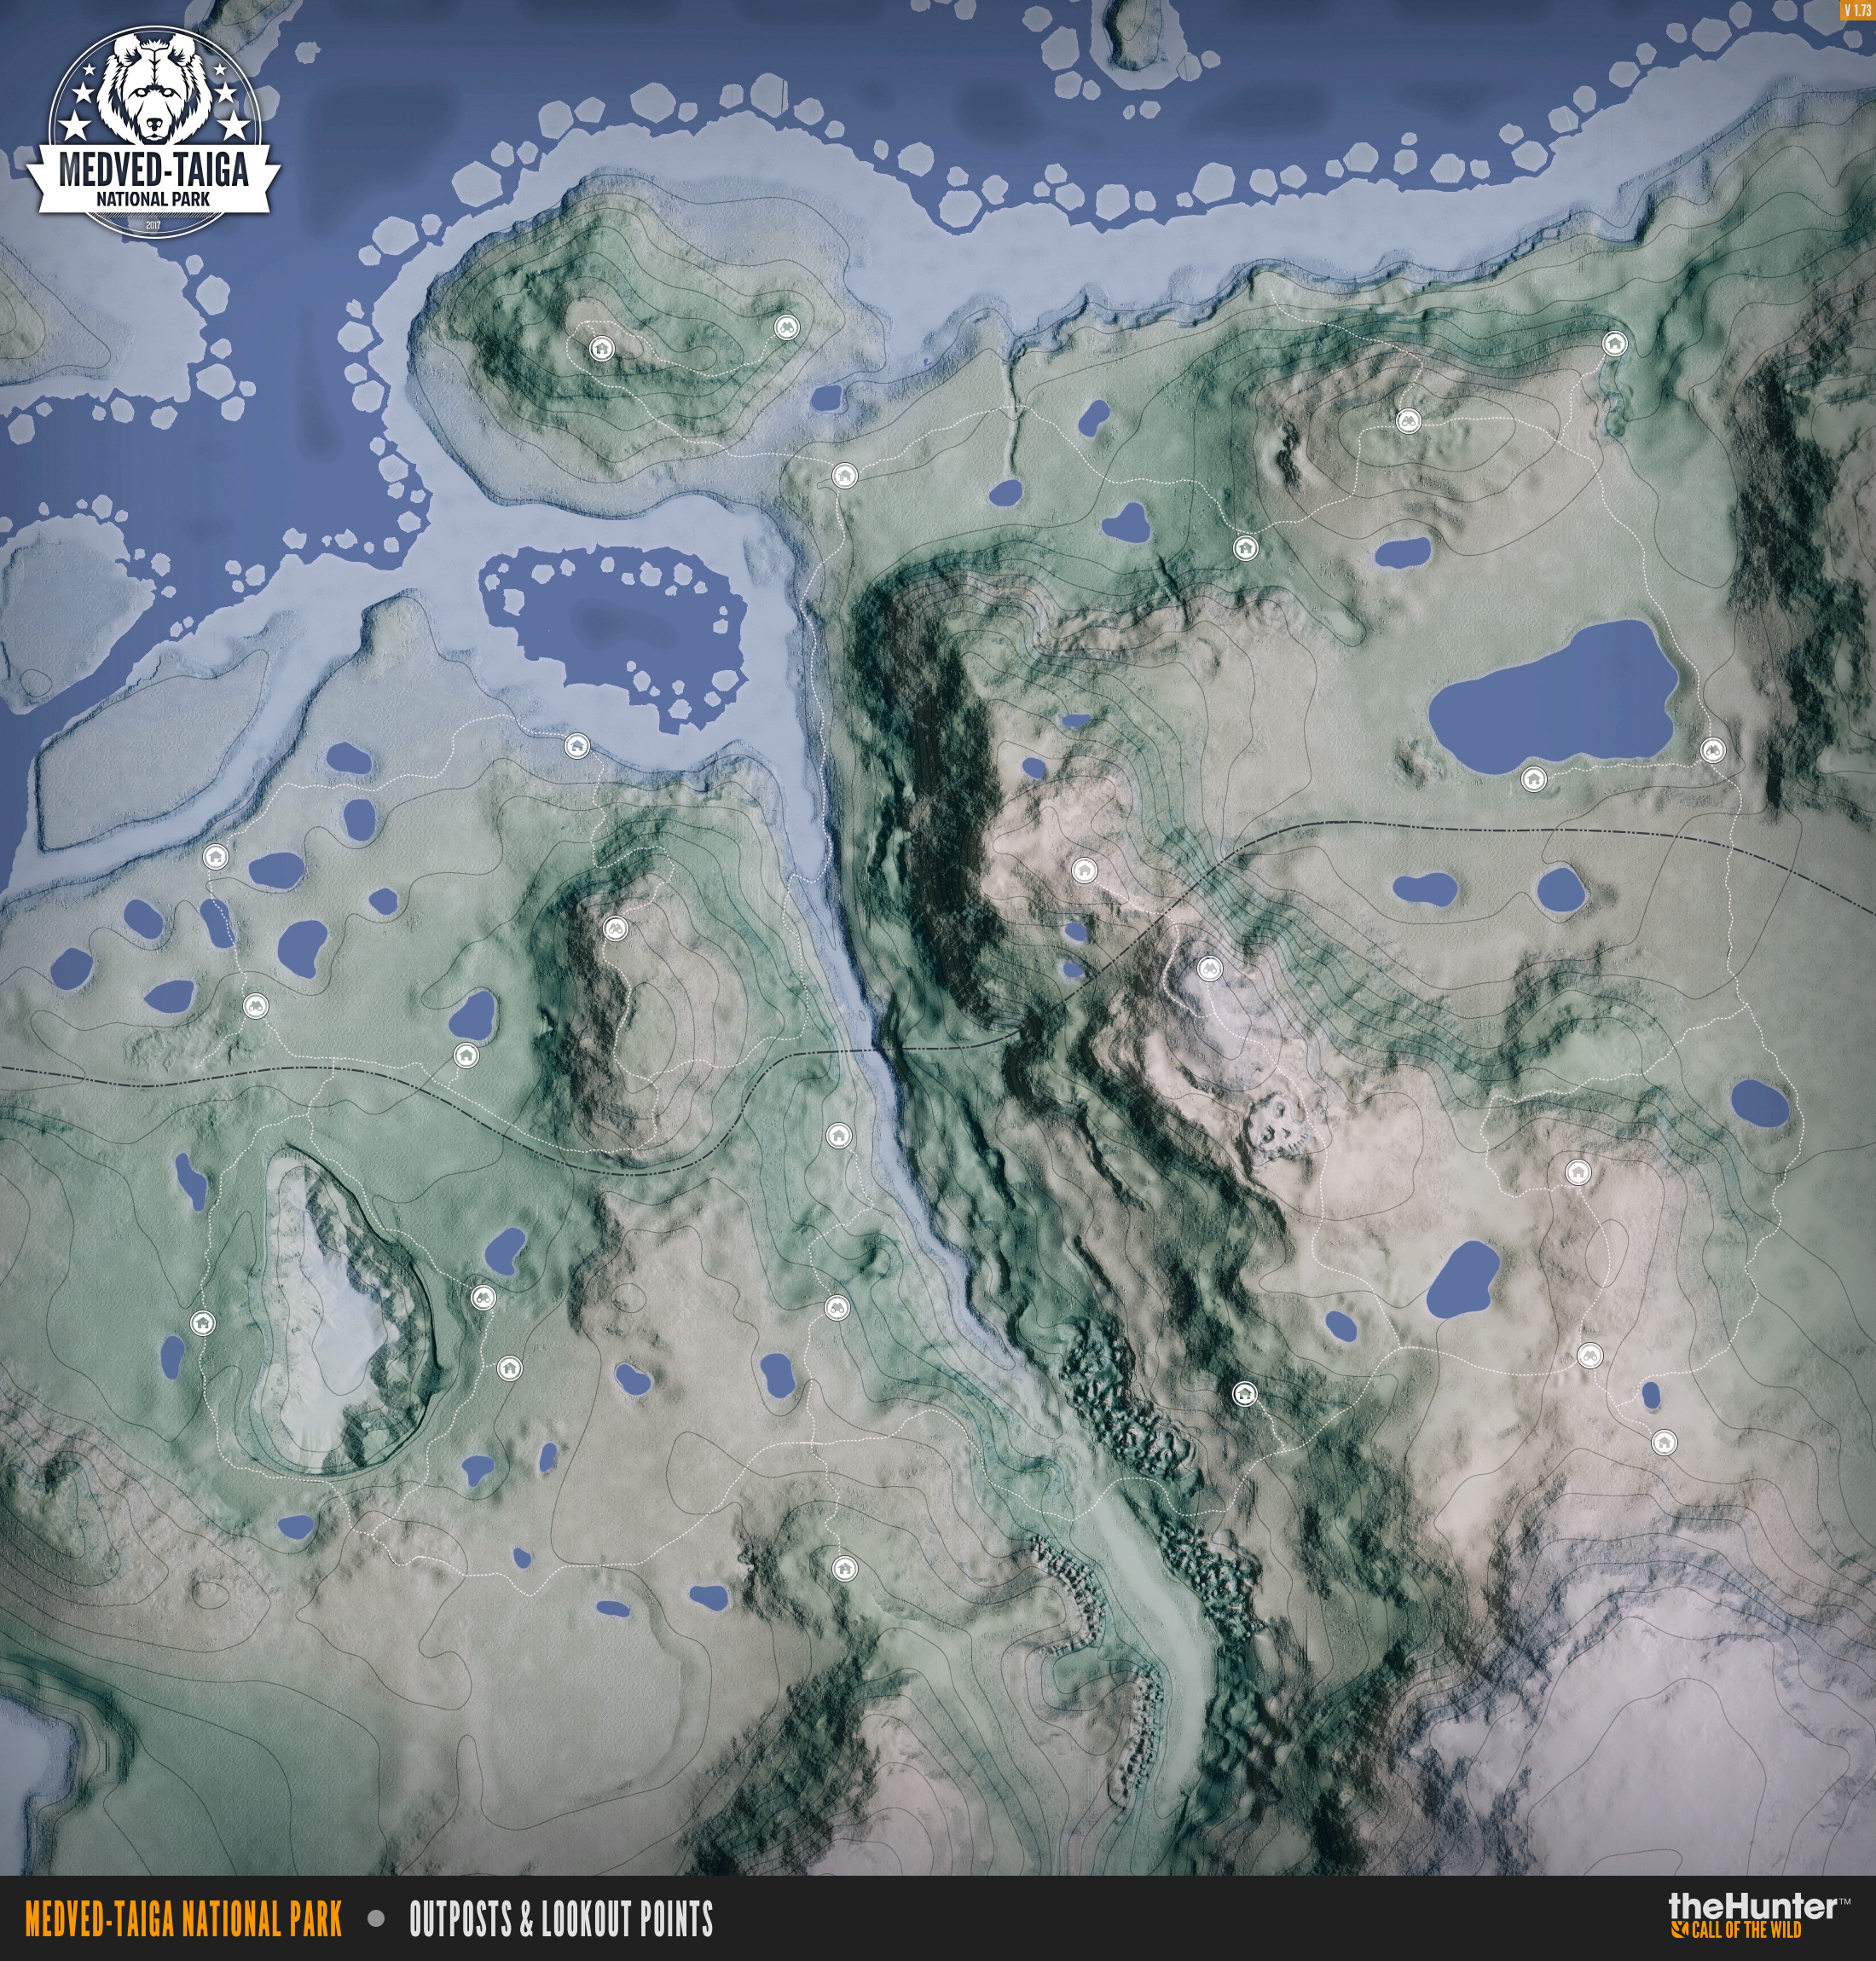 V 1.73
MEDVED-TAIGA
NATIONAL PARK
2017
MEDVED-TAIGA NATIONAL PARK • OUTPOSTS & LOOKOUT POINTS
theHunter™
CALL OF THE WILD